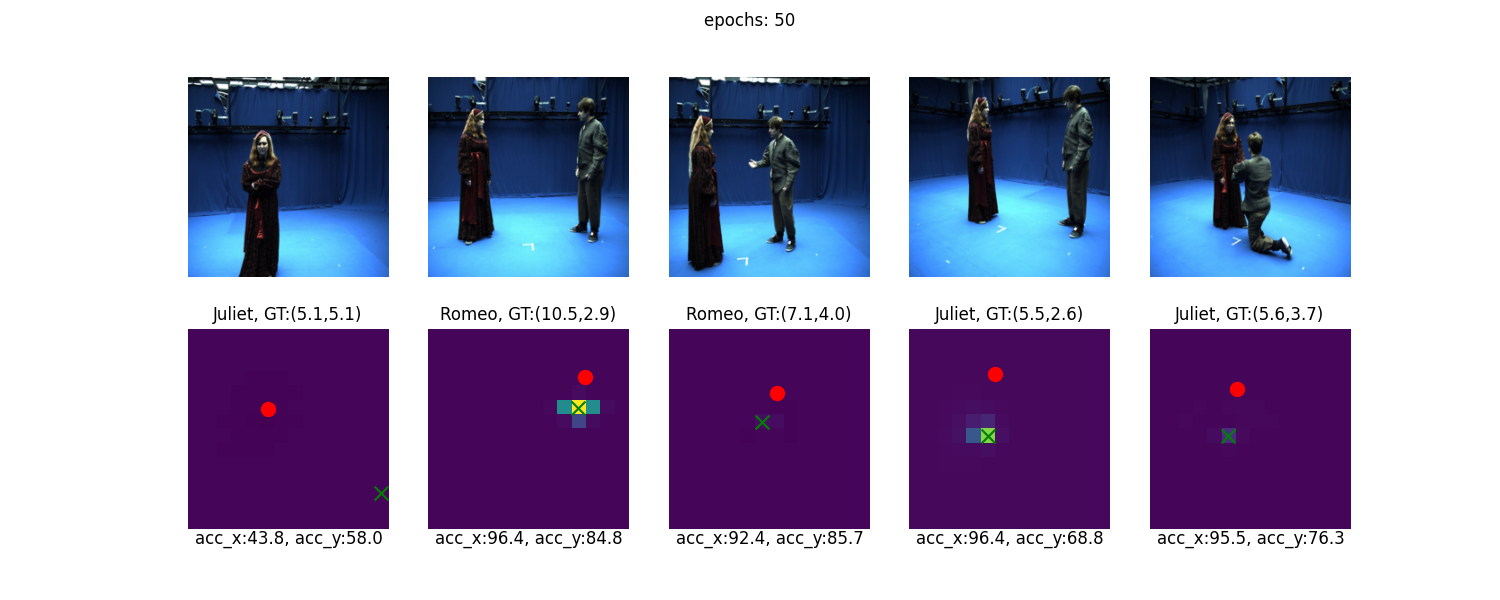 epochs: 50
Juliet, GT:(5.1,5.1)
Romeo, GT:(10.5,2.9)
Romeo, GT:(7.1,4.0)
Juliet, GT:(5.5,2.6)
Juliet, GT:(5.6,3.7)
acc_x:43.8, acc_y:58.0
acc_x:96.4, acc_y:84.8
acc_x:92.4, acc_y:85.7
acc_x:96.4, acc_y:68.8
acc_x:95.5, acc_y:76.3